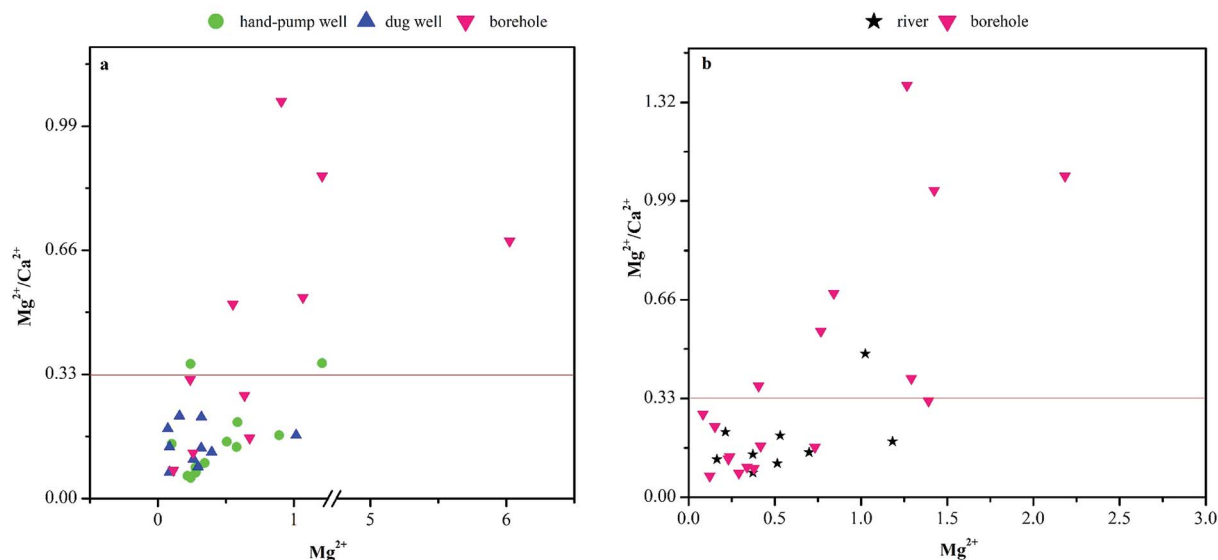 hand-pump well dug well borehole
a
0.99
0.66
0.33
0.00
Mg²⁺/Ca²⁺
0 1 5 6
Mg²⁺
river borehole
b
1.32
0.99
0.66
0.33
0.00
Mg²⁺/Ca²⁺
0.0 0.5 1.0 1.5 2.0 2.5 3.0
Mg²⁺